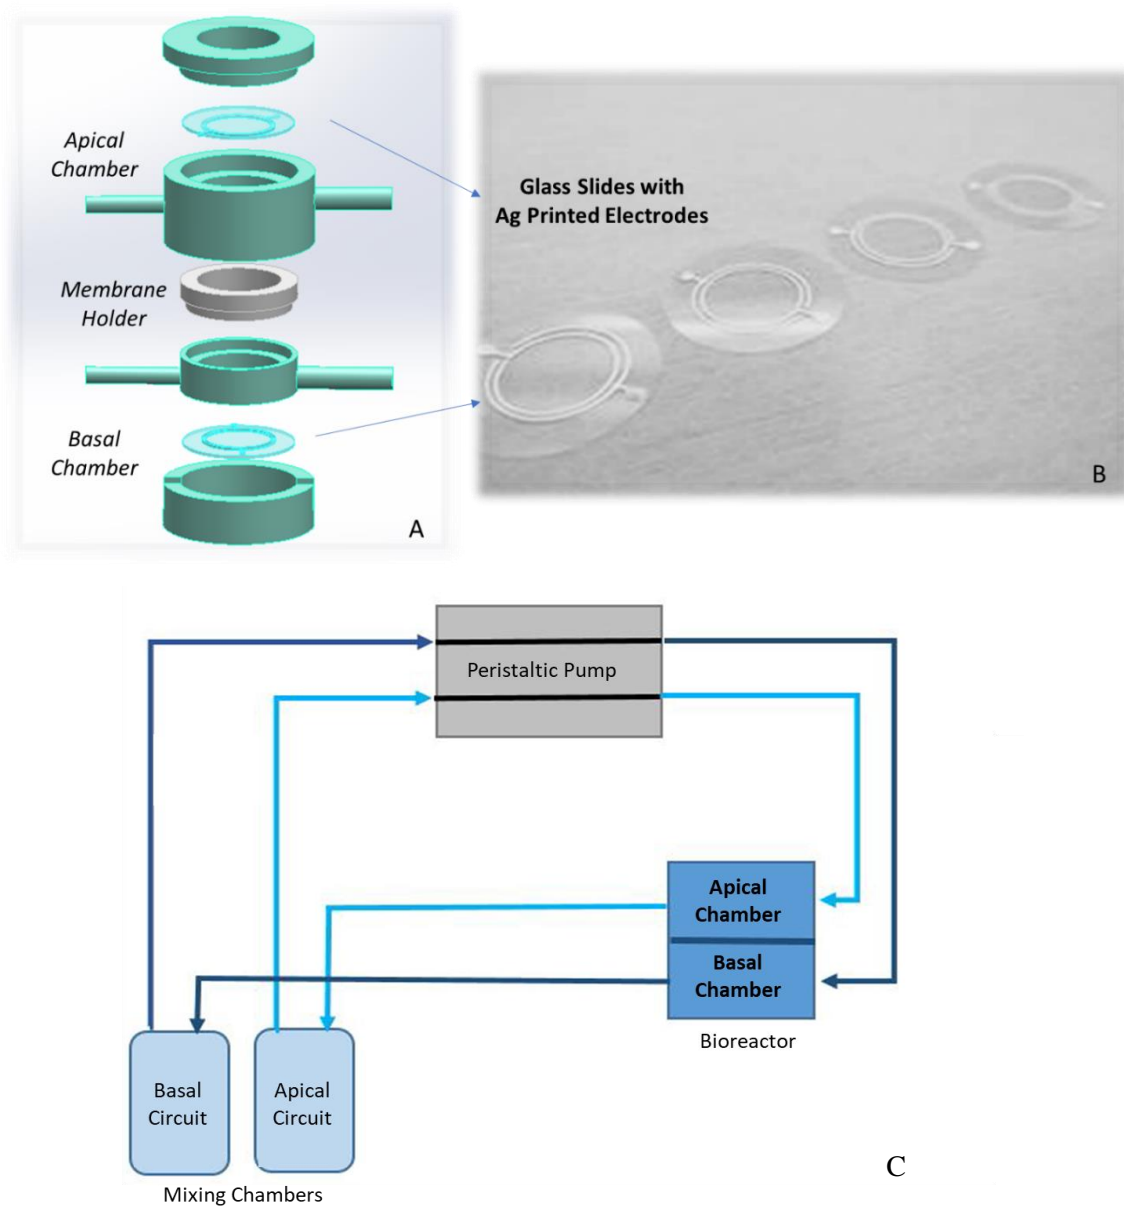 Apical
Chamber
Membrane
Holder
Basal
Chamber
A
Glass Slides with
Ag Printed Electrodes
B
Peristaltic Pump
Apical
Chamber
Basal
Chamber
Bioreactor
Basal
Circuit
Apical
Circuit
Mixing Chambers
C